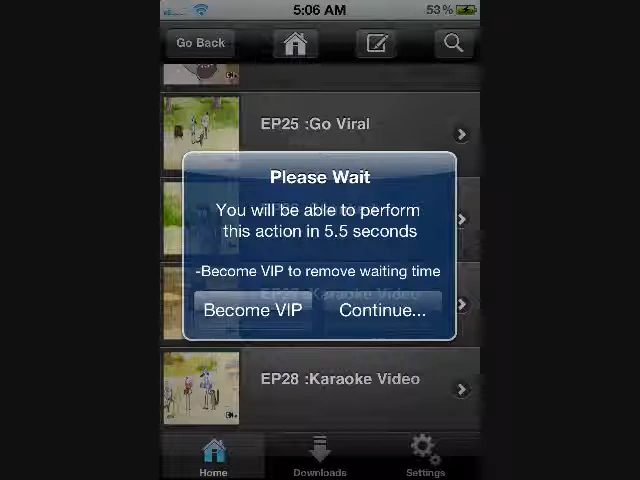 5:06 AM
53%
Go Back
EP25 :Go Viral
Please Wait
You will be able to perform
this action in 5.5 seconds
-Become VIP to remove waiting time
Karaoke Video
Become VIP
Continue...
EP28 :Karaoke Video
Home
Downloads
Settings